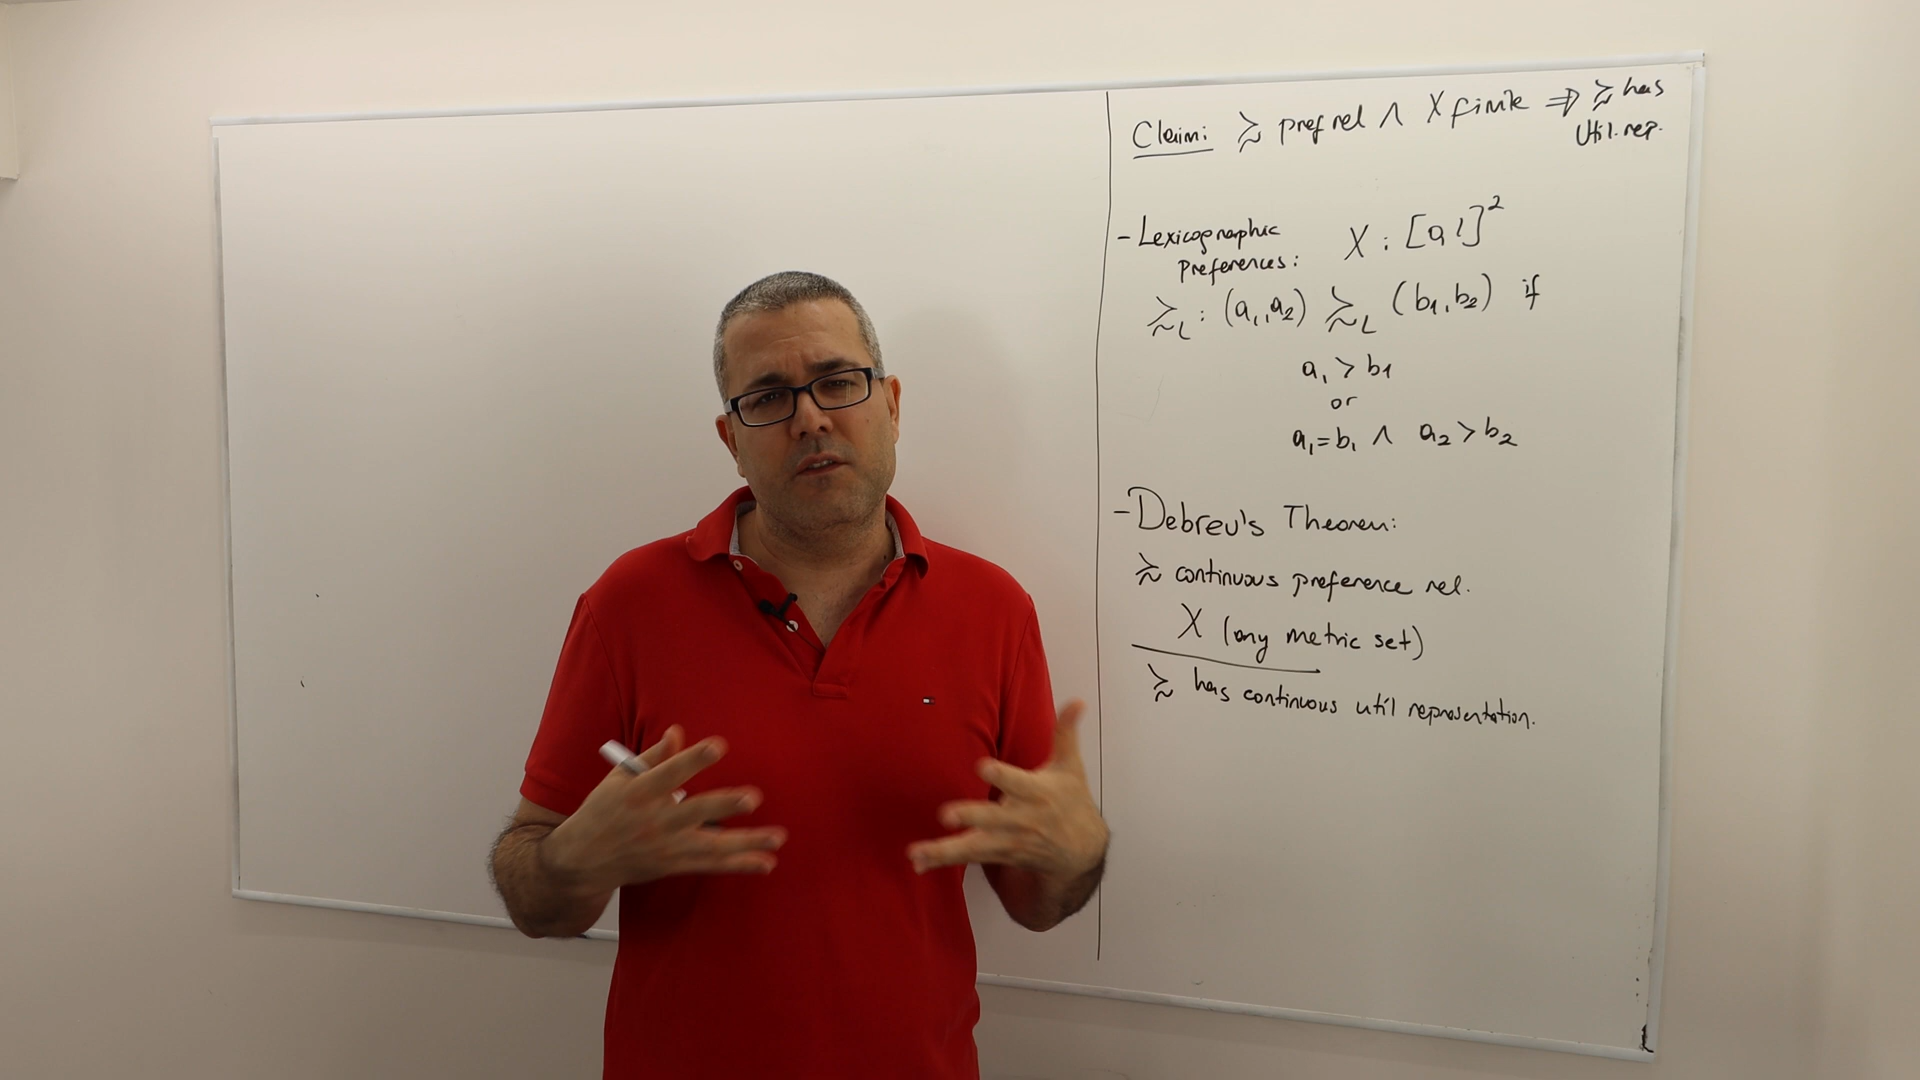 Claim: ≿ pref rel ∧ X finite ⇒ ≿ has
Util. rep.
- Lexicographic X : [0,1]²
Preferences:
≿L : (a₁,a₂) ≿L (b₁,b₂) if
a₁ > b₁
or
a₁=b₁ ∧ a₂ > b₂
- Debreu's Theorem:
≿ continuous preference rel.
X (any metric set)
≿ has continuous util representation.